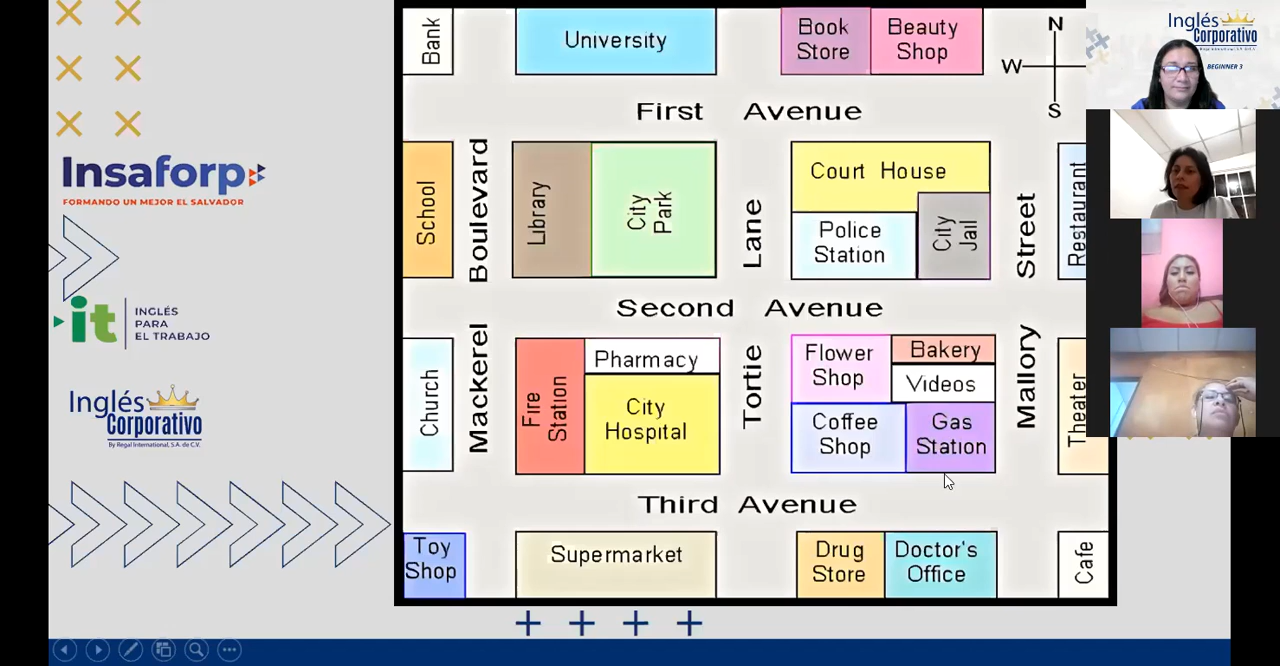 Insaforp
FORMANDO UN MEJOR EL SALVADOR
it
INGLÉS
PARA
EL TRABAJO
Inglés
Corporativo
By Regal International, S.A. de C.V.
Bank
University
Book
Store
Beauty
Shop
N
W
S
First Avenue
School
Boulevard
Library
City
Park
Lane
Court House
Police
Station
City
Jail
Street
Restaurant
Second Avenue
Church
Mackerel
Fire
Station
Pharmacy
City
Hospital
Tortie
Flower
Shop
Bakery
Videos
Coffee
Shop
Gas
Station
Mallory
Theater
Third Avenue
Toy
Shop
Supermarket
Drug
Store
Doctor's
Office
Cafe
Inglés
Corporativo
BEGINNER 3